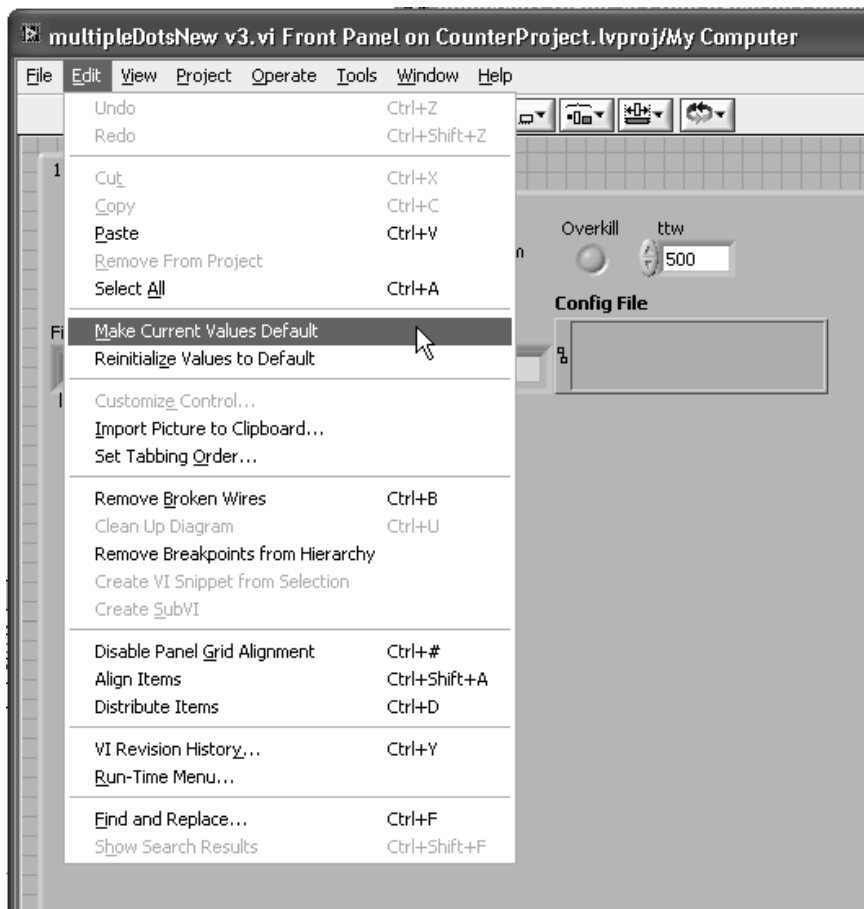 multipleDotsNew v3.vi Front Panel on CounterProject.lvproj/My Computer
File Edit View Project Operate Tools Window Help
Undo Ctrl+Z
Redo Ctrl+Shift+Z
1
Cut Ctrl+X
Copy Ctrl+C
Paste Ctrl+V
Overkill ttw
n
500
Remove From Project
Select All Ctrl+A
Config File
Fi
Make Current Values Default
Reinitialize Values to Default
Customize Control...
Import Picture to Clipboard...
Set Tabbing Order...
Remove Broken Wires Ctrl+B
Clean Up Diagram Ctrl+U
Remove Breakpoints from Hierarchy
Create VI Snippet from Selection
Create SubVI
Disable Panel Grid Alignment Ctrl+#
Align Items Ctrl+Shift+A
Distribute Items Ctrl+D
VI Revision History... Ctrl+Y
Run-Time Menu...
Find and Replace... Ctrl+F
Show Search Results Ctrl+Shift+F